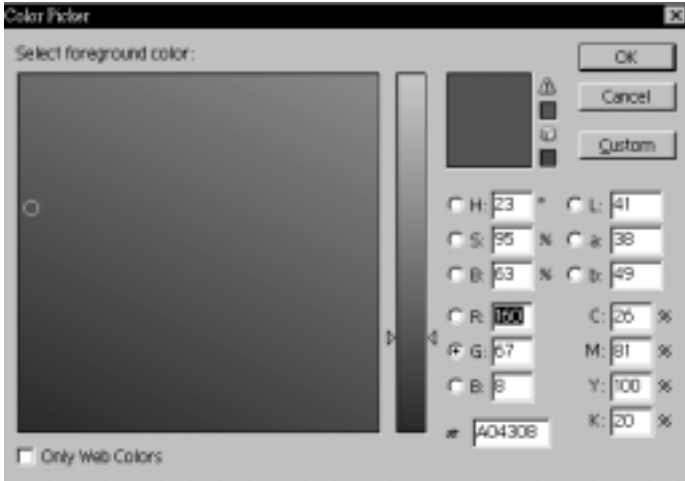 Color Picker
Select foreground color:
OK
Cancel
Custom
H: 23 °
S: 95 %
B: 63 %
L: 41
a: 38
b: 49
R: 160
G: 67
B: 8
# A04308
C: 26 %
M: 81 %
Y: 100 %
K: 20 %
Only Web Colors